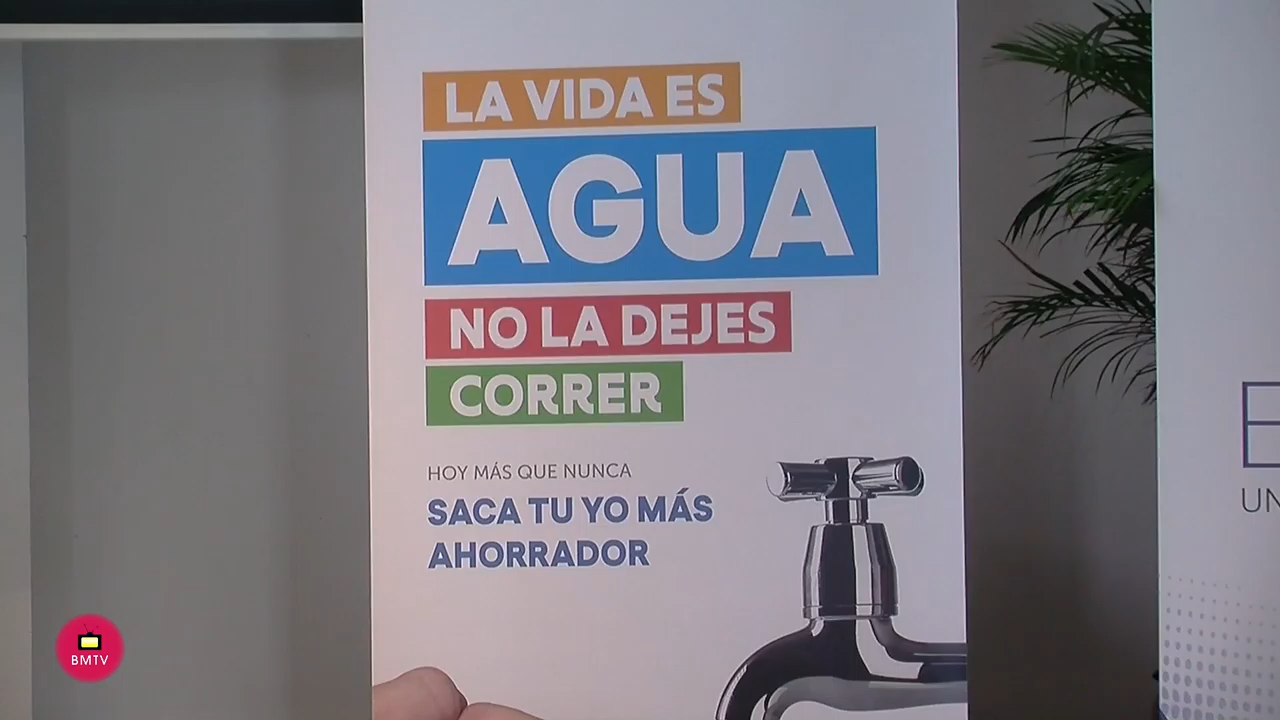 LA VIDA ES
AGUA
NO LA DEJES
CORRER
HOY MÁS QUE NUNCA
SACA TU YO MÁS
AHORRADOR
BMTV